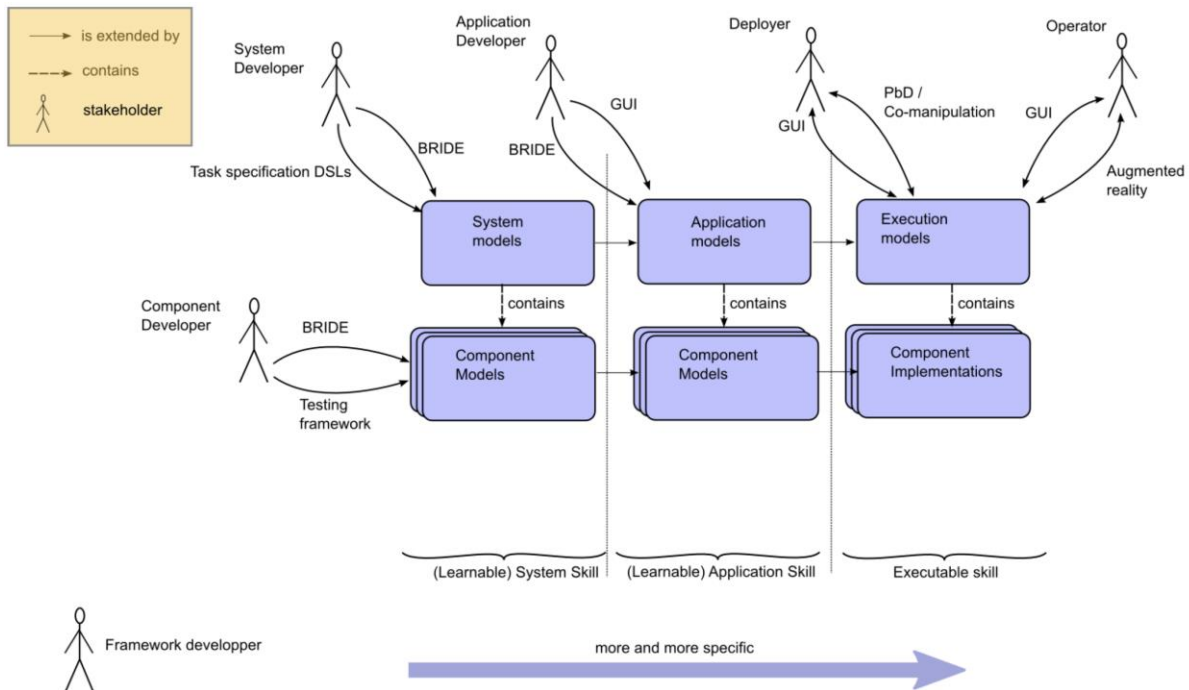 is extended by
contains
stakeholder
System
Developer
Application
Developer
Deployer
Operator
BRIDE
Task specification DSLs
GUI
BRIDE
GUI
PbD /
Co-manipulation
GUI
Augmented
reality
System
models
Application
models
Execution
models
contains
contains
contains
Component
Developer
BRIDE
Testing
framework
Component
Models
Component
Models
Component
Implementations
(Learnable) System Skill
(Learnable) Application Skill
Executable skill
Framework developper
more and more specific